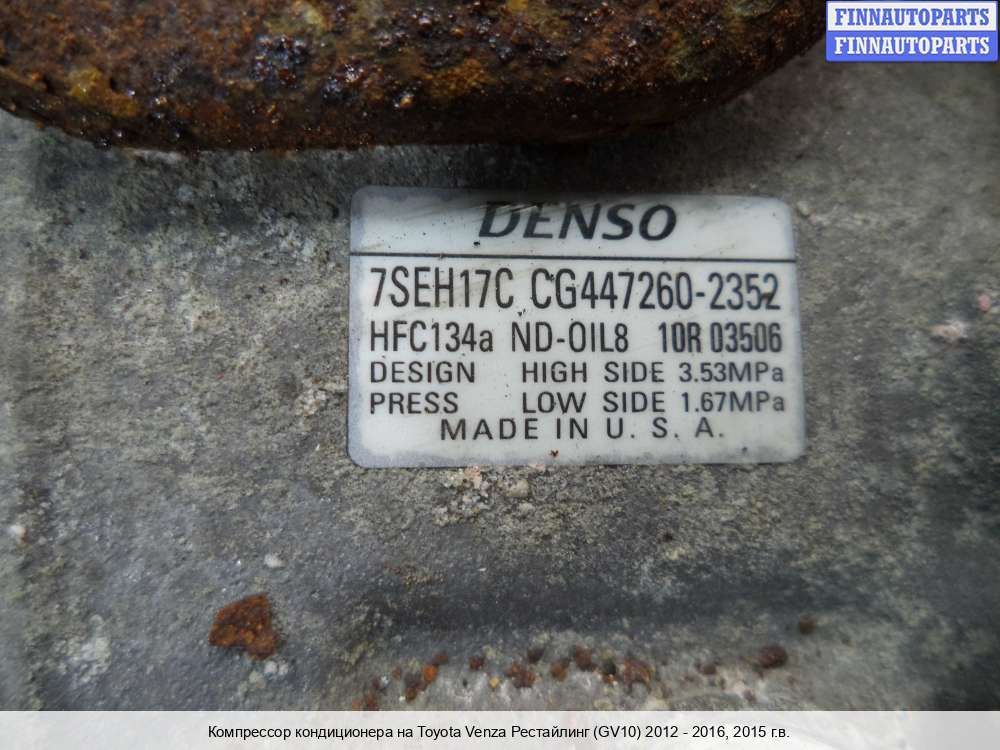 FINNAUTOPARTS
FINNAUTOPARTS
DENSO
7SEH17C CG447260-2352
HFC134a ND-OIL8 10R 03506
DESIGN HIGH SIDE 3.53MPa
PRESS LOW SIDE 1.67MPa
MADE IN U. S. A.
Компрессор кондиционера на Toyota Venza Рестайлинг (GV10) 2012 - 2016, 2015 г.в.